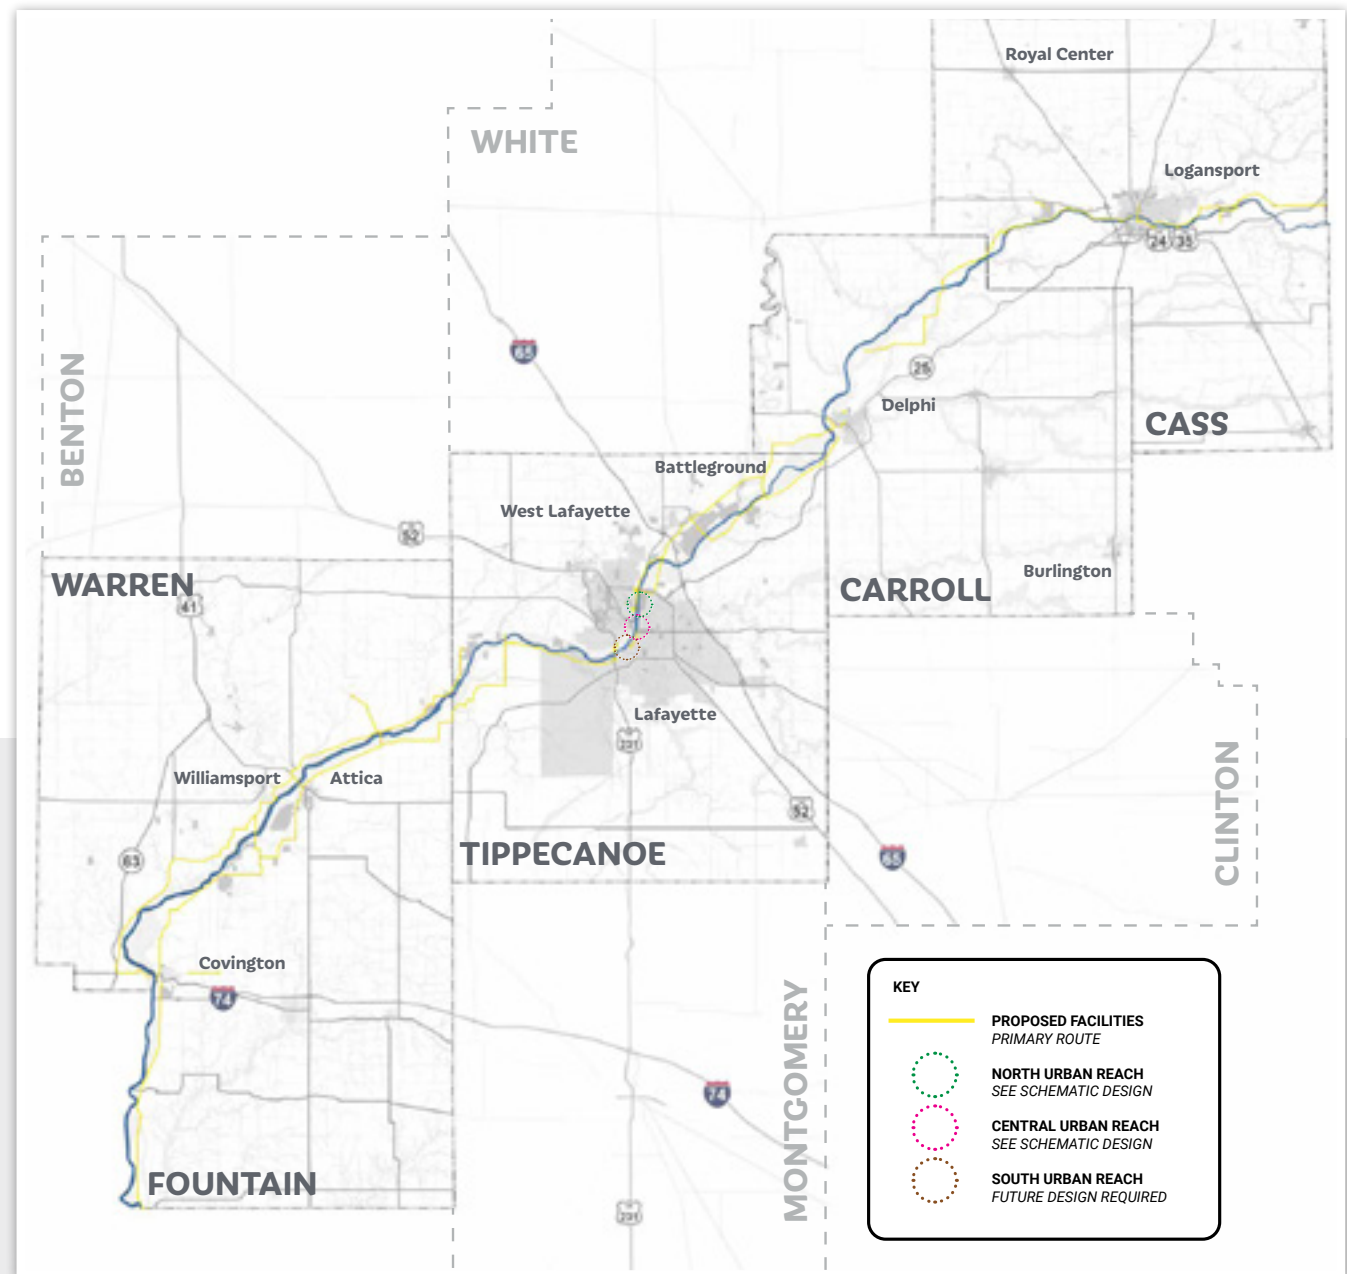 Royal Center
WHITE
Logansport
24
35
65
BENTON
25
Delphi
CASS
Battleground
West Lafayette
52
WARREN
41
Burlington
CARROLL
Lafayette
231
Williamsport
Attica
52
CLINTON
TIPPECANOE
63
65
Covington
74
KEY
PROPOSED FACILITIES
PRIMARY ROUTE
NORTH URBAN REACH
SEE SCHEMATIC DESIGN
74
MONTGOMERY
CENTRAL URBAN REACH
SEE SCHEMATIC DESIGN
FOUNTAIN
SOUTH URBAN REACH
FUTURE DESIGN REQUIRED
231